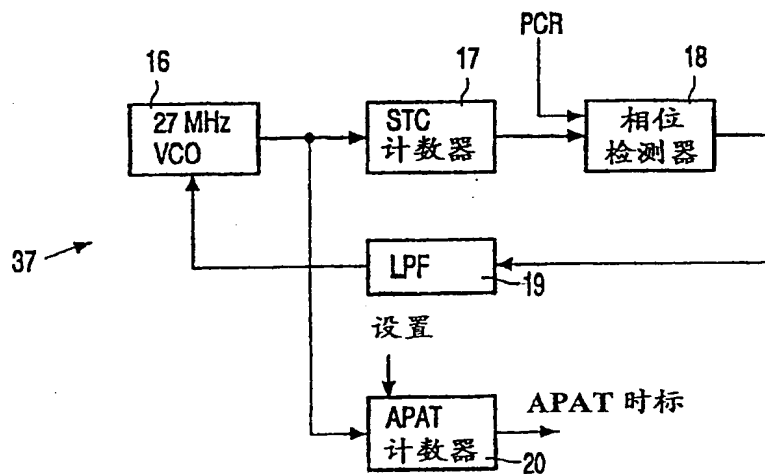 PCR
16
17
18
27 MHz
VCO
STC
计数器
相位
检测器
37
LPF
19
设置
APAT
计数器
20
APAT 时标